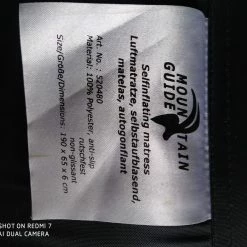 MOUNTAIN
GUIDE
Selfinflating matress
Luftmatratze, selbstaufblasend,
matelas, autogonflant
Art. No.: 520480
Material: 100% Polyester, anti-slip
rutschfest
non-glissant
Size/Größe/Dimensions: 190 x 65 x 6 cm
SHOT ON REDMI 7
AI DUAL CAMERA